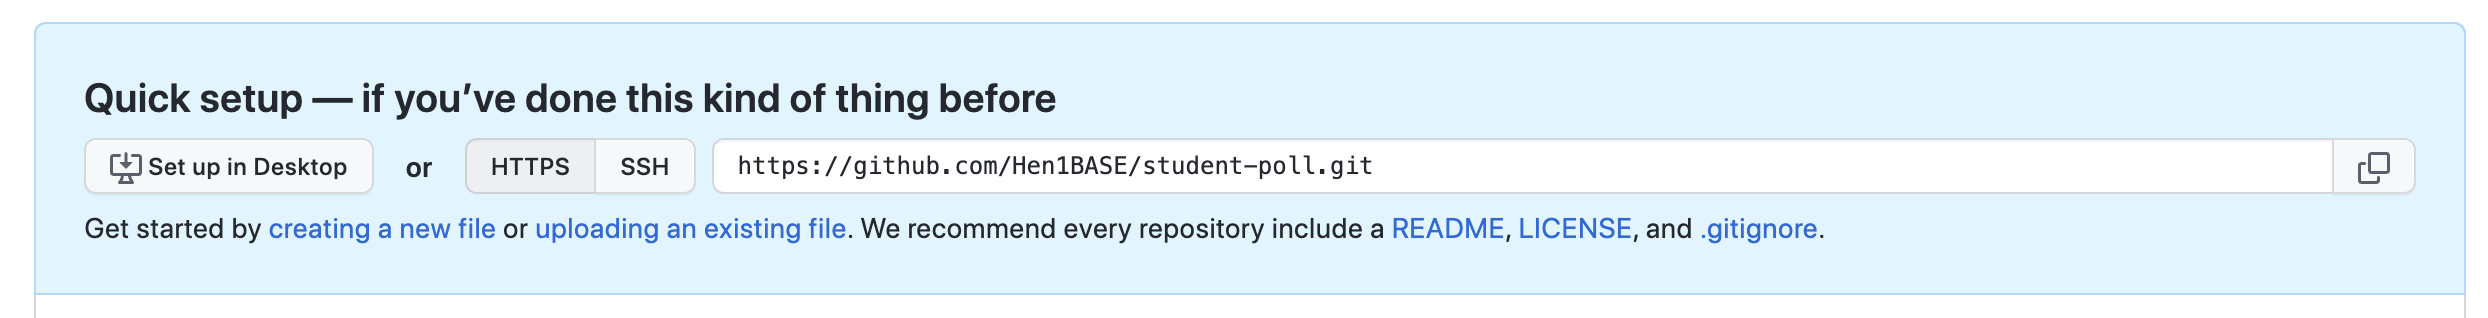 Quick setup — if you’ve done this kind of thing before
Set up in Desktop or HTTPS SSH https://github.com/Hen1BASE/student-poll.git
Get started by creating a new file or uploading an existing file. We recommend every repository include a README, LICENSE, and .gitignore.